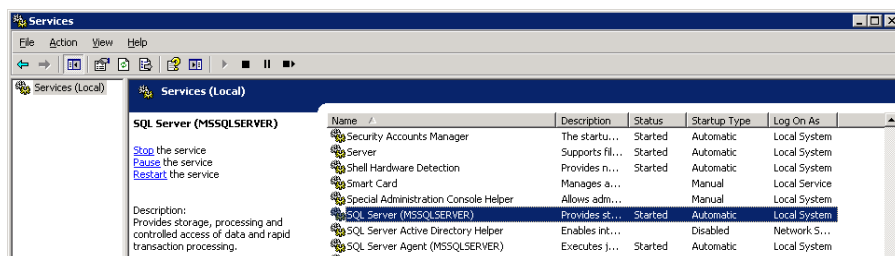 Services
File Action View Help
Services (Local)
Services (Local)
SQL Server (MSSQLSERVER)
Stop the service
Pause the service
Restart the service
Description:
Provides storage, processing and
controlled access of data and rapid
transaction processing.
Name Description Status Startup Type Log On As
Security Accounts Manager The startu... Started Automatic Local System
Server Supports fil... Started Automatic Local System
Shell Hardware Detection Provides n... Started Automatic Local System
Smart Card Manages a... Manual Local Service
Special Administration Console Helper Allows adm... Manual Local System
SQL Server (MSSQLSERVER) Provides st... Started Automatic Local System
SQL Server Active Directory Helper Enables int... Disabled Network S...
SQL Server Agent (MSSQLSERVER) Executes j... Started Automatic Local System